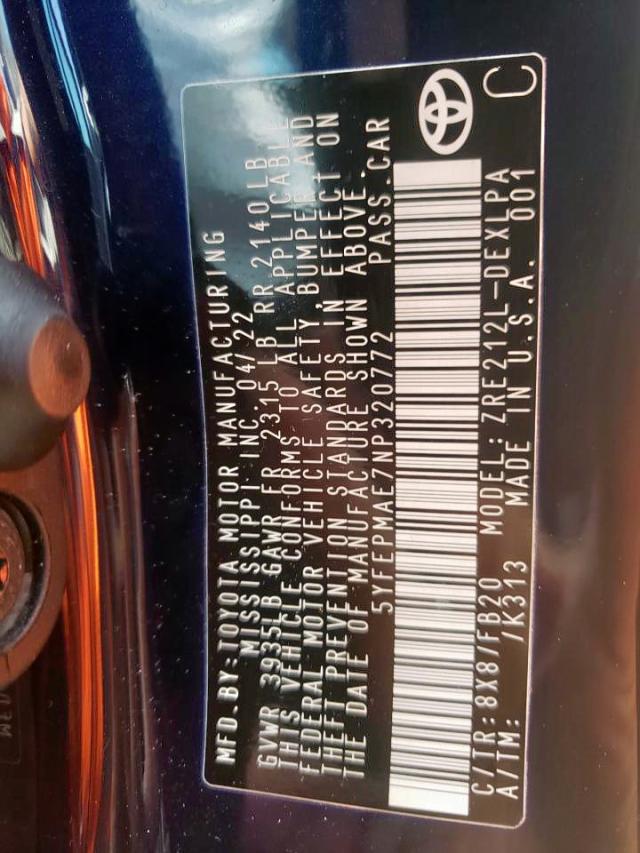 MFD.BY:TOYOTA MOTOR MANUFACTURING
MISSISSIPPI INC. 04/22
GVWR 3935LB GAWR FR 2315 LB RR 2140LB
THIS VEHICLE CONFORMS TO ALL APPLICABLE
FEDERAL MOTOR VEHICLE SAFETY, BUMPER AND
THEFT PREVENTION STANDARDS IN EFFECT ON
THE DATE OF MANUFACTURE SHOWN ABOVE.
5YFEPMAE7NP320772 PASS.CAR
C/TR:8X8/FB20 MODEL:ZRE212L-DEXLPA
A/TM: /K313 MADE IN U.S.A. 001
C